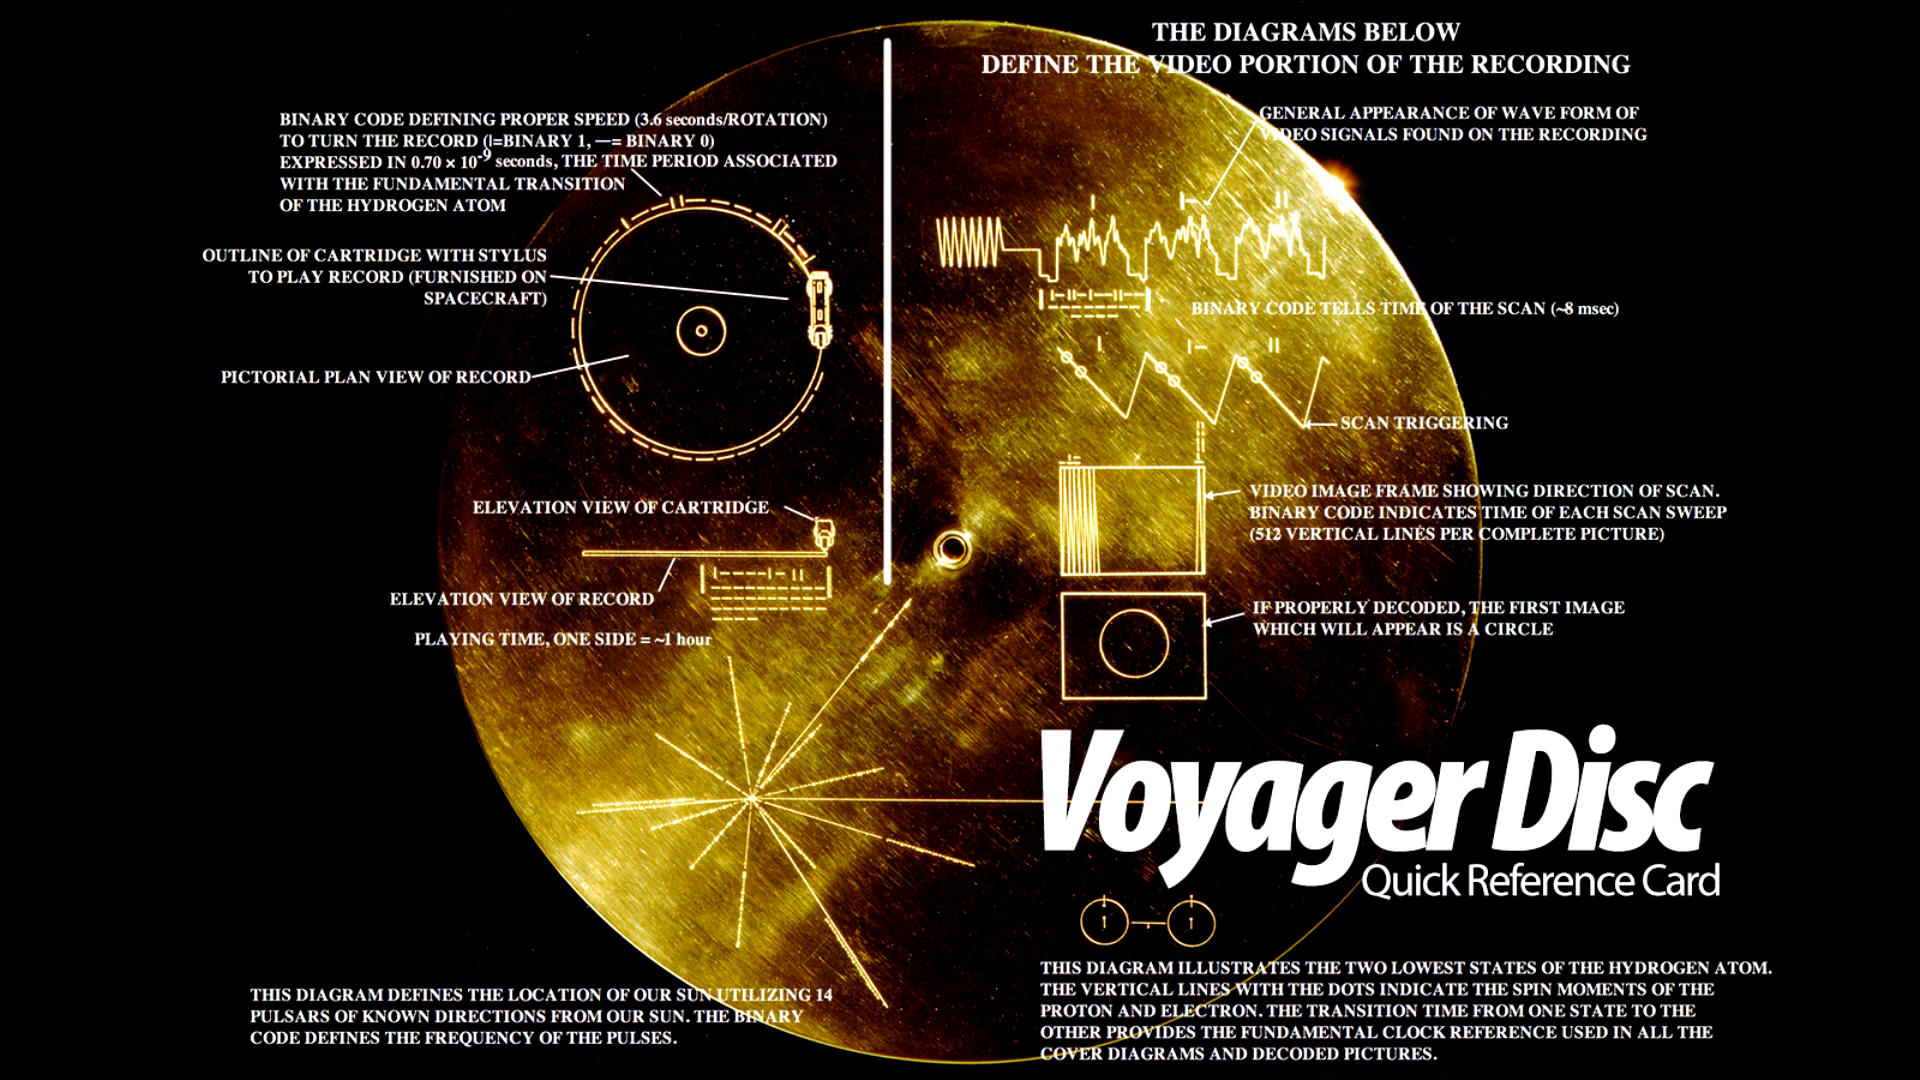 THE DIAGRAMS BELOW
DEFINE THE VIDEO PORTION OF THE RECORDING
BINARY CODE DEFINING PROPER SPEED (3.6 seconds/ROTATION)
TO TURN THE RECORD (|=BINARY 1, —= BINARY 0)
EXPRESSED IN 0.70 × 10-9 seconds, THE TIME PERIOD ASSOCIATED
WITH THE FUNDAMENTAL TRANSITION
OF THE HYDROGEN ATOM
OUTLINE OF CARTRIDGE WITH STYLUS
TO PLAY RECORD (FURNISHED ON
SPACECRAFT)
PICTORIAL PLAN VIEW OF RECORD
ELEVATION VIEW OF CARTRIDGE
ELEVATION VIEW OF RECORD
PLAYING TIME, ONE SIDE = ~1 hour
GENERAL APPEARANCE OF WAVE FORM OF
VIDEO SIGNALS FOUND ON THE RECORDING
BINARY CODE TELLS TIME OF THE SCAN (~8 msec)
SCAN TRIGGERING
VIDEO IMAGE FRAME SHOWING DIRECTION OF SCAN.
BINARY CODE INDICATES TIME OF EACH SCAN SWEEP
(512 VERTICAL LINES PER COMPLETE PICTURE)
IF PROPERLY DECODED, THE FIRST IMAGE
WHICH WILL APPEAR IS A CIRCLE
Voyager Disc
Quick Reference Card
THIS DIAGRAM DEFINES THE LOCATION OF OUR SUN UTILIZING 14
PULSARS OF KNOWN DIRECTIONS FROM OUR SUN. THE BINARY
CODE DEFINES THE FREQUENCY OF THE PULSES.
THIS DIAGRAM ILLUSTRATES THE TWO LOWEST STATES OF THE HYDROGEN ATOM.
THE VERTICAL LINES WITH THE DOTS INDICATE THE SPIN MOMENTS OF THE
PROTON AND ELECTRON. THE TRANSITION TIME FROM ONE STATE TO THE
OTHER PROVIDES THE FUNDAMENTAL CLOCK REFERENCE USED IN ALL THE
COVER DIAGRAMS AND DECODED PICTURES.